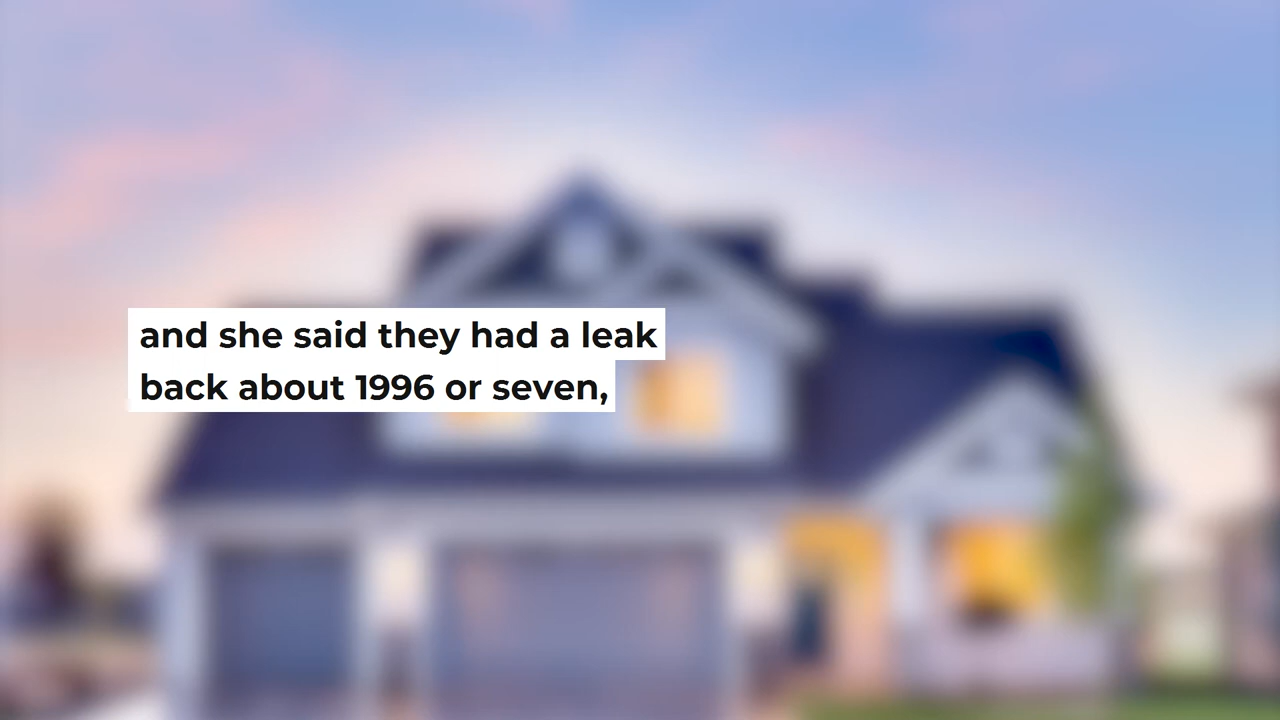 and she said they had a leak
back about 1996 or seven,